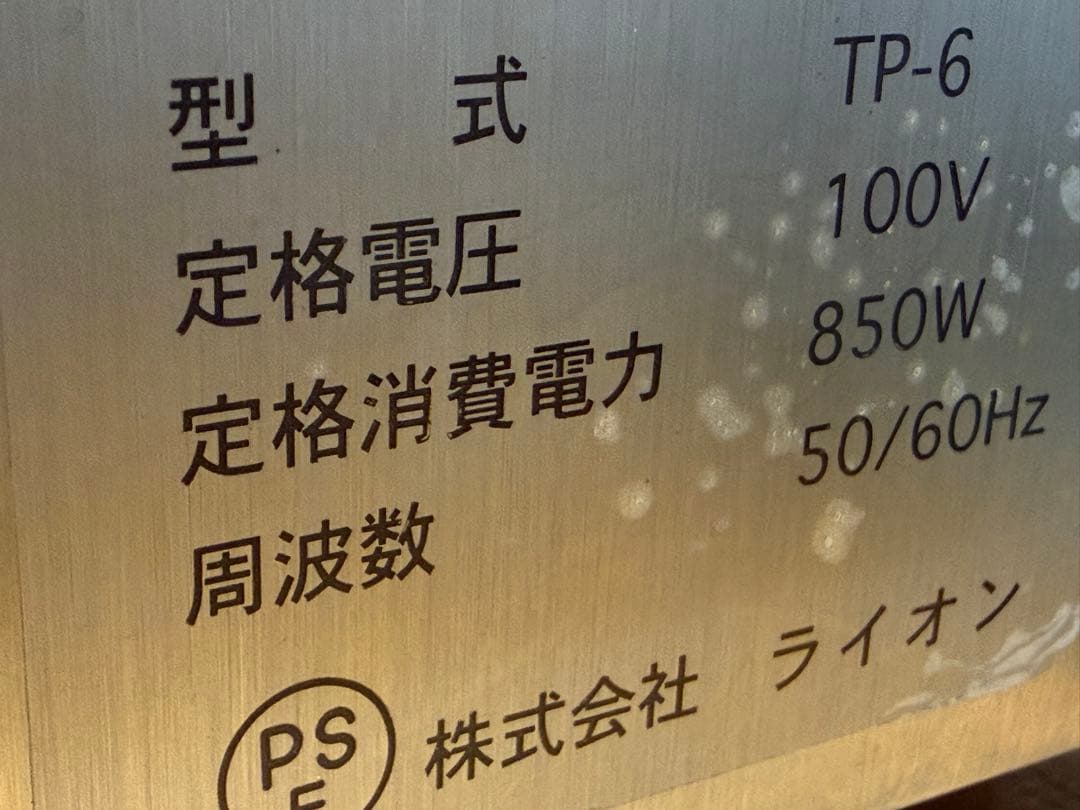 型 式 TP-6
定格電圧 100V
定格消費電力 850W
周波数 50/60Hz
PS
E
株式会社 ライオン